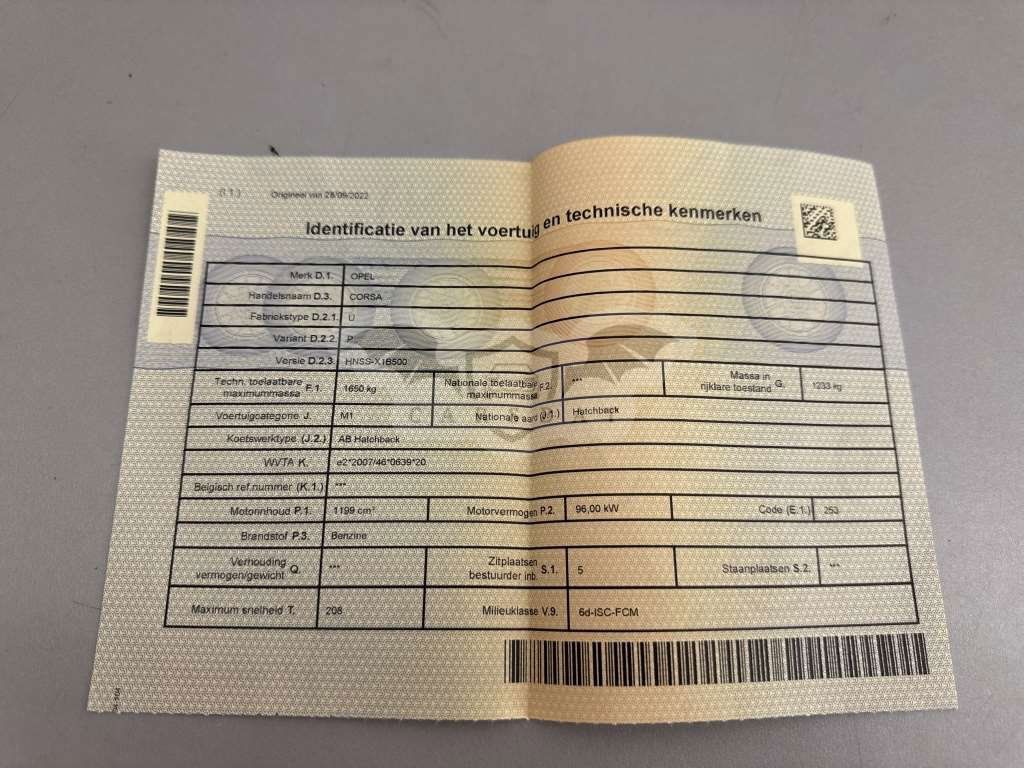 (I.1.) Origineel van 28/09/2022
Identificatie van het voertuig en technische kenmerken
Merk D.1. OPEL
Handelsnaam D.3. CORSA
Fabriekstype D.2.1. U
Variant D.2.2. P
Versie D.2.3. HNSS-X1B500
Techn. toelaatbare maximummassa F.1. 1650 kg Nationale toelaatbare maximummassa F.2. *** Massa in rijklare toestand G. 1233 kg
Voertuigcategorie J. M1 Nationale aard (J.1.) Hatchback
Koetswerktype (J.2.) AB Hatchback
WVTA K. e2*2007/46*0639*20
Belgisch ref.nummer (K.1.) ***
Motorinhoud P.1. 1199 cm³ Motorvermogen P.2. 96,00 kW Code (E.1.) 253
Brandstof P.3. Benzine
Verhouding vermogen/gewicht Q. *** Zitplaatsen bestuurder inb. S.1. 5 Staanplaatsen S.2. ***
Maximum snelheid T. 208 Milieuklasse V.9. 6d-ISC-FCM